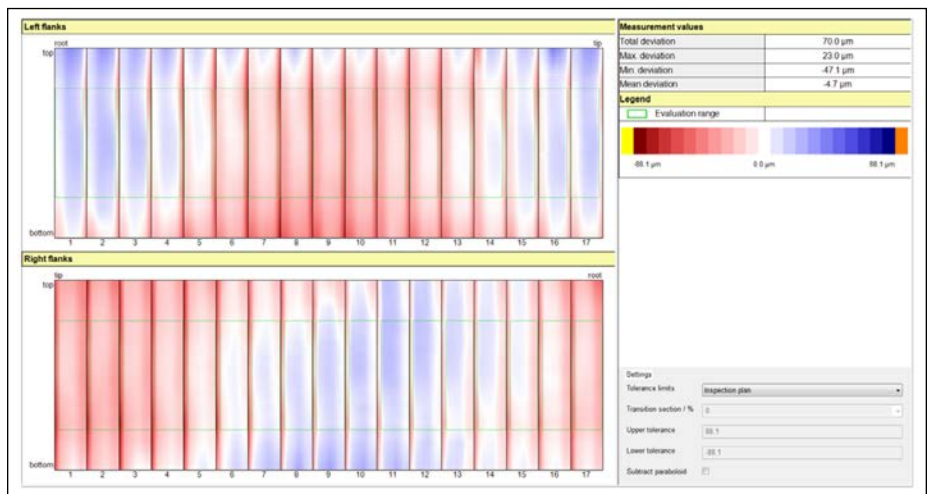 Left flanks
root
tip
top
bottom
1 2 3 4 5 6 7 8 9 10 11 12 13 14 15 16 17
Right flanks
tip
root
top
bottom
1 2 3 4 5 6 7 8 9 10 11 12 13 14 15 16 17
Measurement values
Total deviation 70.0 µm
Max. deviation 23.0 µm
Min. deviation -47.1 µm
Mean deviation -4.7 µm
Legend
Evaluation range
-88.1 µm 0.0 µm 88.1 µm
Settings
Tolerance limits Inspection plan
Transition section / % 0
Upper tolerance 88.1
Lower tolerance -88.1
Subtract paraboloid